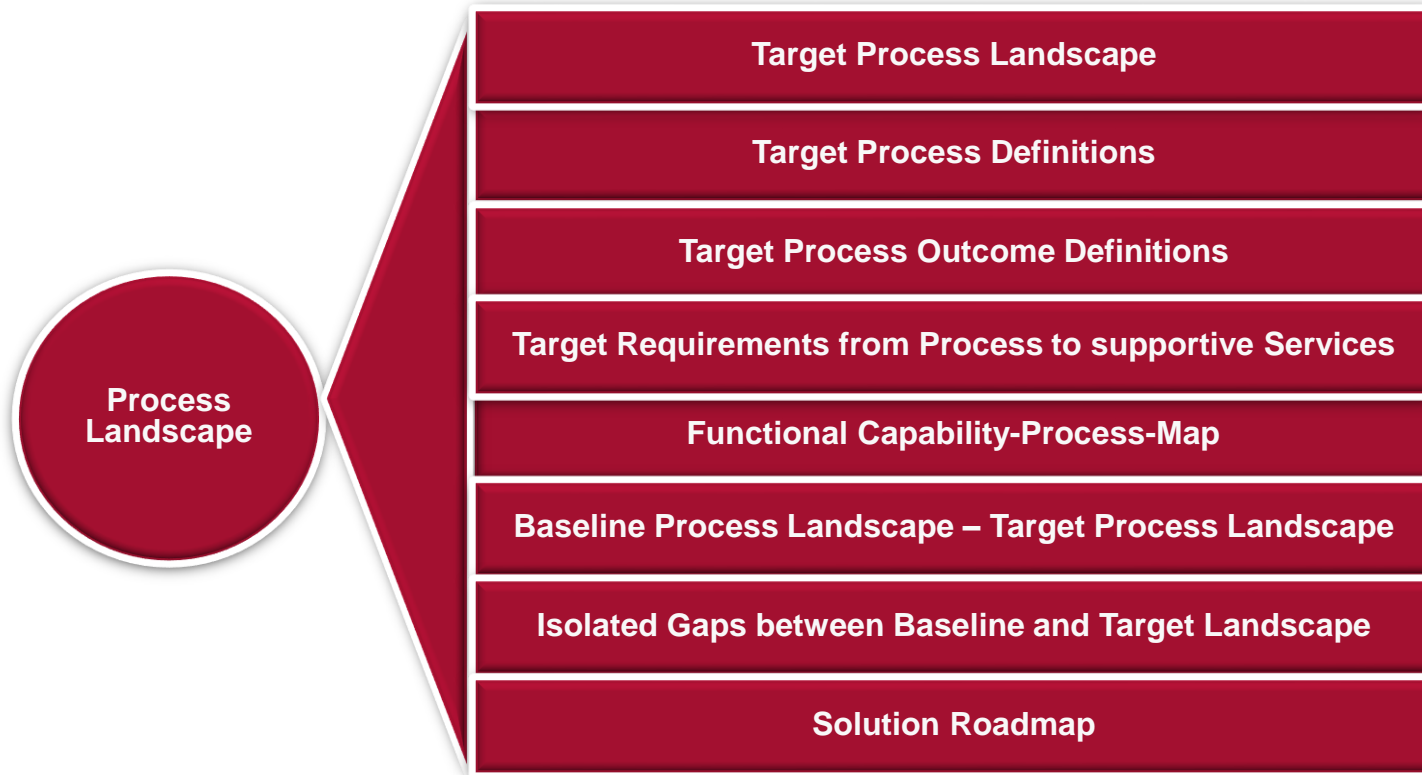 Target Process Landscape
Target Process Definitions
Target Process Outcome Definitions
Target Requirements from Process to supportive Services
Process
Landscape
Functional Capability-Process-Map
Baseline Process Landscape – Target Process Landscape
Isolated Gaps between Baseline and Target Landscape
Solution Roadmap